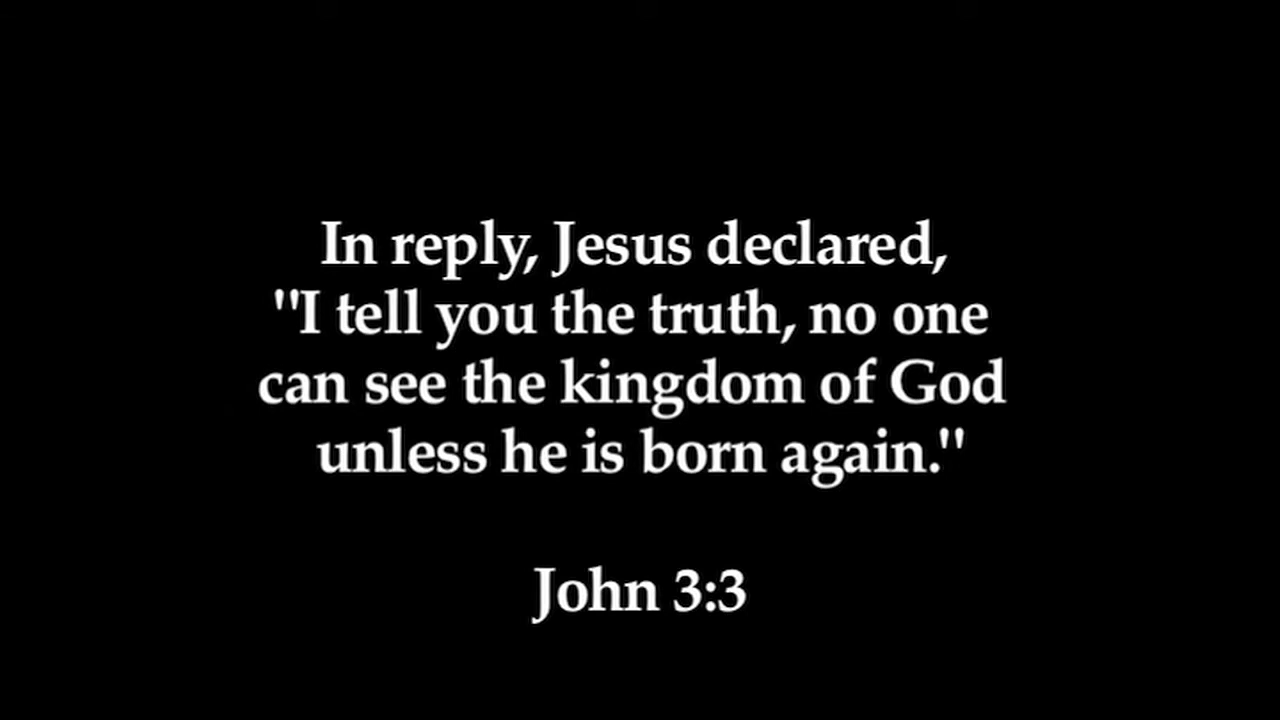 In reply, Jesus declared,
"I tell you the truth, no one
can see the kingdom of God
unless he is born again."
John 3:3